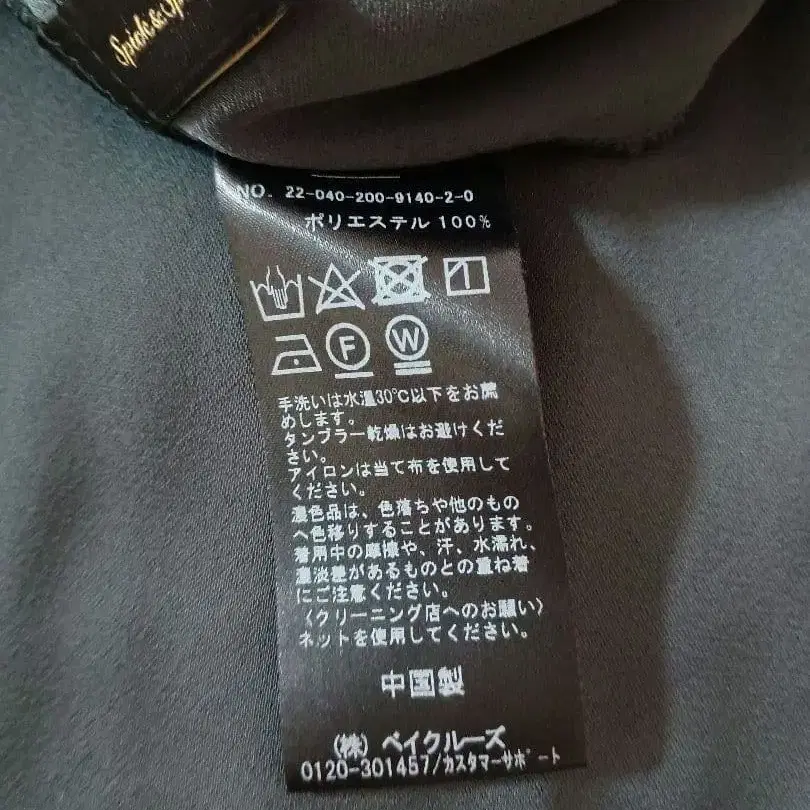 Spick&Sp
NO. 22-040-200-9140-2-0
ポリエステル 100%
F
W
手洗いは水温30℃以下をお薦
めします。
タンブラー乾燥はお避けくだ
さい。
アイロンは当て布を使用して
ください。
濃色品は、色落ちや他のもの
へ色移りすることがあります。
着用中の摩擦や、汗、水濡れ、
濃淡差があるものとの重ね着
にご注意ください。
〈クリーニング店へのお願い〉
ネットを使用してください。
中国製
(株) ベイクルーズ
0120-301457/カスタマーサポート